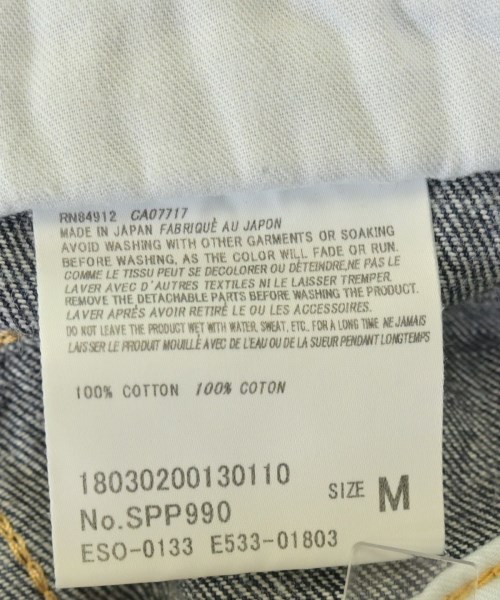 RN84912 CA07717
MADE IN JAPAN FABRIQUÉ AU JAPON
AVOID WASHING WITH OTHER GARMENTS OR SOAKING
BEFORE WASHING, AS THE COLOR WILL FADE OR RUN.
COMME LE TISSU PEUT SE DECOLORER OU DÉTEINDRE,NE PAS LE
LAVER AVEC D'AUTRES TEXTILES NI LE LAISSER TREMPER.
REMOVE THE DETACHABLE PARTS BEFORE WASHING THE PRODUCT.
LAVER APRÉS AVOIR RETIRÉ LE OU LES ACCESSOIRES.
DO NOT LEAVE THE PRODUCT WET WITH WATER, SWEAT, ETC. FOR A LONG TIME NE JAMAIS
LAISSER LE PRODUIT MOUILLÉ AVEC DE L'EAU OU DE LA SUEUR PENDANT LONGTEMPS
100% COTTON 100% COTON
18030200130110
No.SPP990
SIZE M
ESO-0133 E533-01803